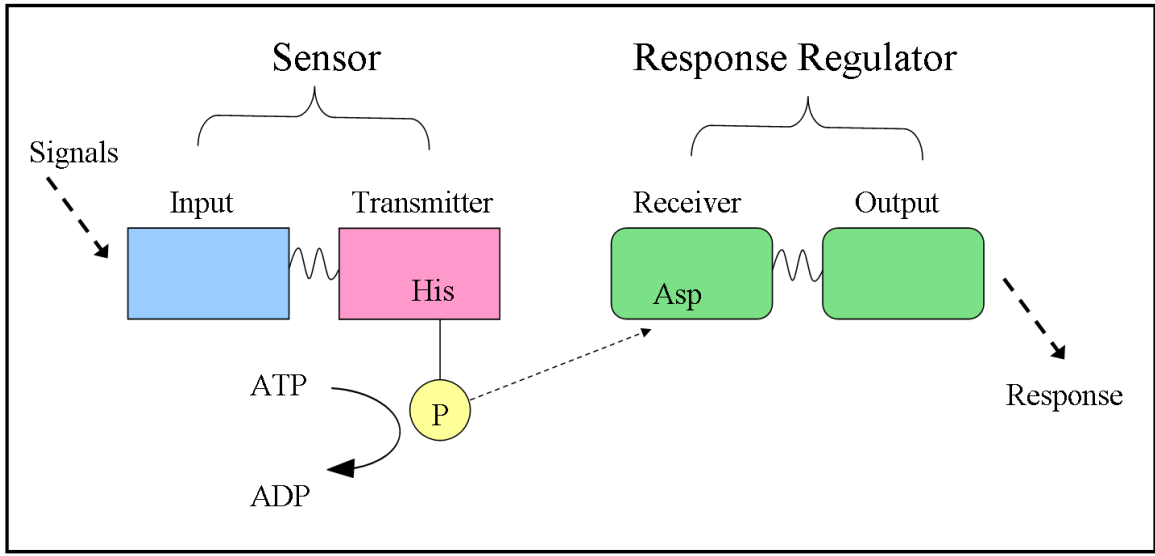 Sensor
Response Regulator
Signals
Input
Transmitter
Receiver
Output
His
Asp
ATP
P
Response
ADP